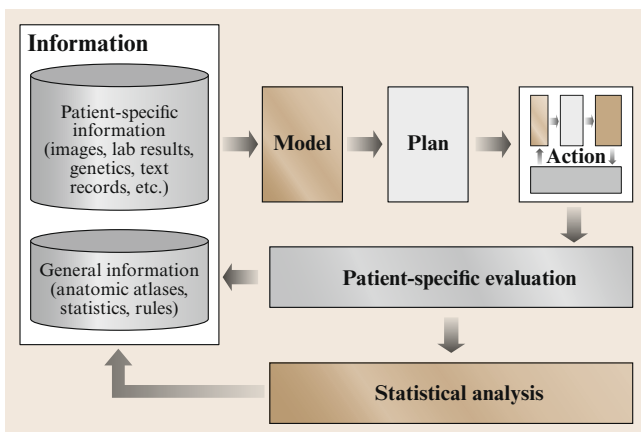 Information
Patient-specific
information
(images, lab results,
genetics, text
records, etc.)
General information
(anatomic atlases,
statistics, rules)
Model
Plan
Action
Patient-specific evaluation
Statistical analysis